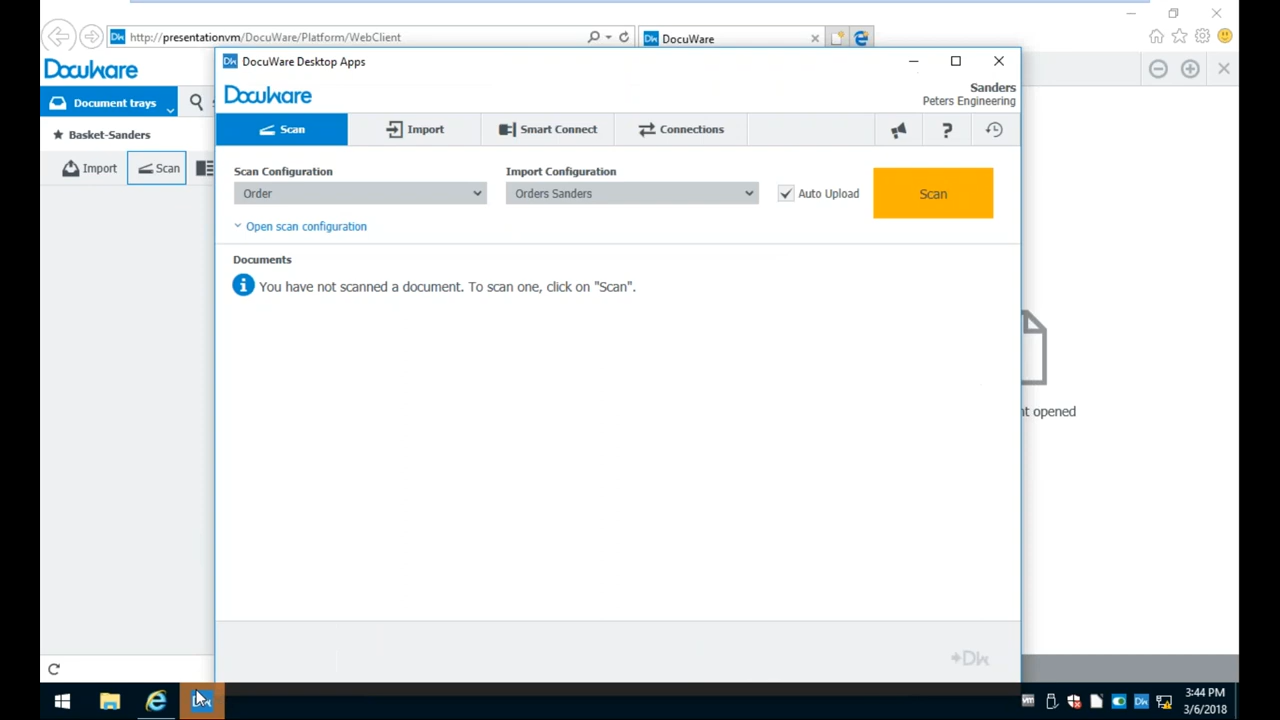 http://presentationvm/DocuWare/Platform/WebClient
DocuWare
DocuWare
Document trays
Basket-Sanders
Import
Scan
DocuWare Desktop Apps
DocuWare
Sanders
Peters Engineering
Scan
Import
Smart Connect
Connections
?
Scan Configuration
Import Configuration
Order
Orders Sanders
Auto Upload
Scan
Open scan configuration
Documents
You have not scanned a document. To scan one, click on "Scan".
nt opened
DW
3:44 PM
3/6/2018